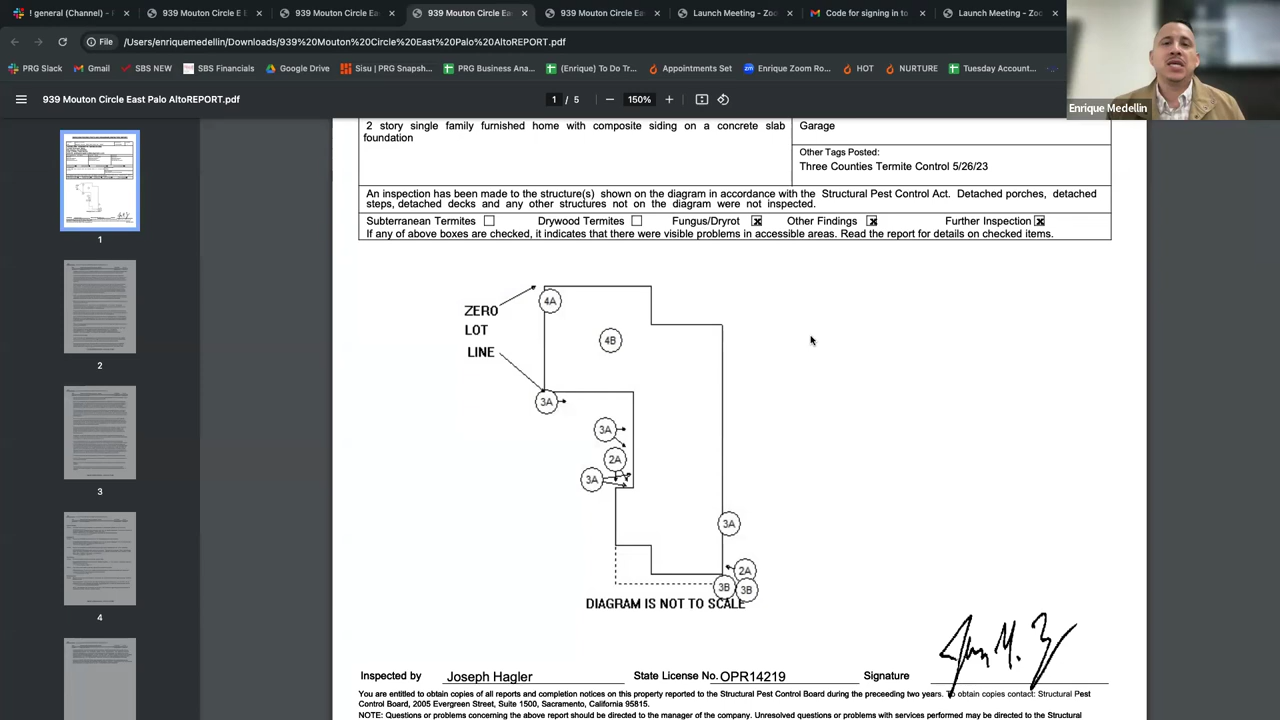 ! general (Channel) - PR
939 Mouton Circle E E
939 Mouton Circle Eas
939 Mouton Circle Eas
939 Mouton Circle Eas
Launch Meeting - Zoo
Code for signing in to
Launch Meeting - Zoo
File
/Users/enriquemedellin/Downloads/939%20Mouton%20Circle%20East%20Palo%20AltoREPORT.pdf
PRG Slack
Gmail
SBS NEW
SBS Financials
Google Drive
Sisu | PRG Snapsh...
PRG Business Ana...
(Enrique) To Do Tr...
Appointments Set
Enrique Zoom Ro...
HOT
NURTURE
Tuesday Account...
939 Mouton Circle East Palo AltoREPORT.pdf
1 / 5
150%
Enrique Medellin
1
2
3
4
2 story single family furnished home with composite siding on a concrete slab foundation
Garage
Other Tags Posted:
Three Counties Termite Control 5/26/23
An inspection has been made to the structure(s) shown on the diagram in accordance with the Structural Pest Control Act. Detached porches, detached
steps, detached decks and any other structures not on the diagram were not inspected.
Subterranean Termites Drywood Termites Fungus/Dryrot Other Findings Further Inspection
If any of above boxes are checked, it indicates that there were visible problems in accessible areas. Read the report for details on checked items.
ZERO
LOT
LINE
4A
4B
3A
3A
2A
3A
3A
2A
3B
3B
DIAGRAM IS NOT TO SCALE
Inspected by Joseph Hagler State License No. OPR14219 Signature
You are entitled to obtain copies of all reports and completion notices on this property reported to the Structural Pest Control Board during the preceeding two years. To obtain copies contact: Structural Pest
Control Board, 2005 Evergreen Street, Suite 1500, Sacramento, California 95815.
NOTE: Questions or problems concerning the above report should be directed to the manager of the company. Unresolved questions or problems with services performed may be directed to the Structural